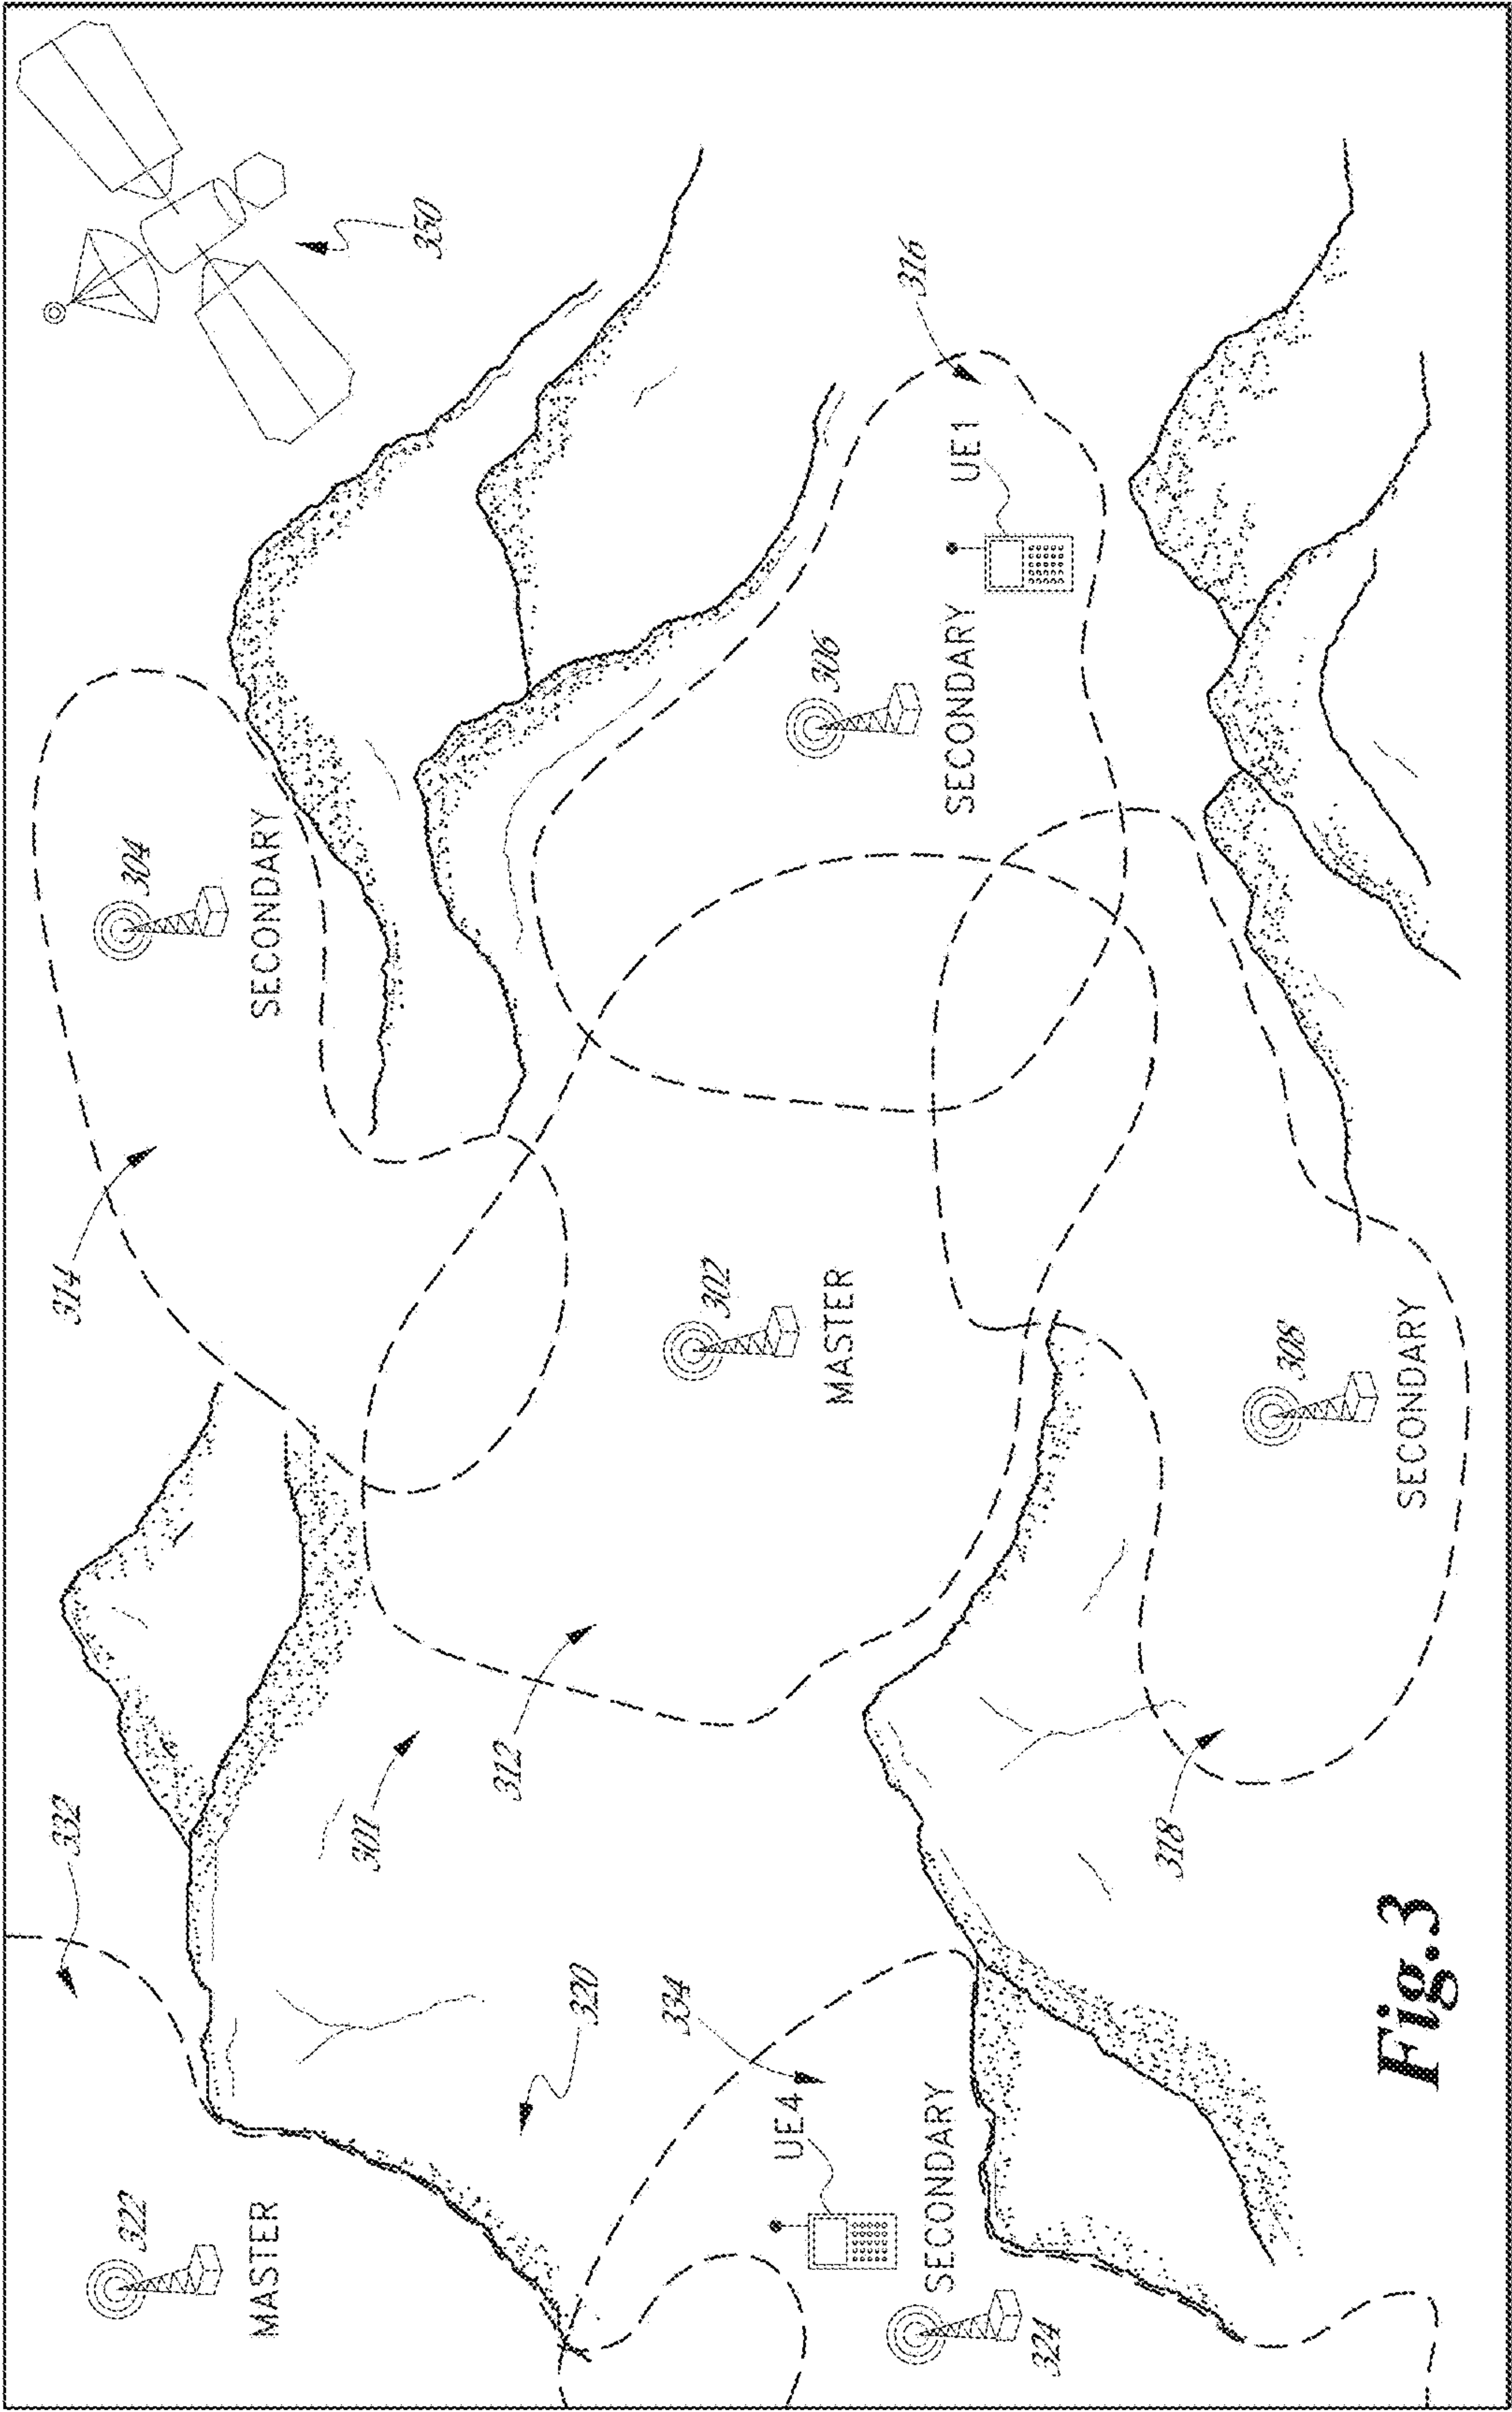 332
314
322
304
MASTER
SECONDARY
301
350
312
320
334
302
UE4
306
MASTER
316
SECONDARY
SECONDARY
UE1
324
318
308
SECONDARY
Fig.3